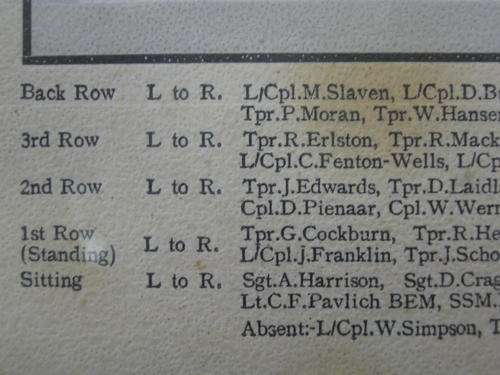 Back Row L to R. L/Cpl.M.Slaven, L/Cpl.D.
Tpr.P.Moran, Tpr.W.Hansen
3rd Row L to R. Tpr.R.Erlston, Tpr.R.Mack
L/Cpl.C.Fenton-Wells, L/Cp
2nd Row L to R. Tpr.J.Edwards, Tpr.D.Laidl
Cpl.D.Pienaar, Cpl.W.Wern
1st Row L to R. Tpr.G.Cockburn, Tpr.R.He
(Standing) L/Cpl.J.Franklin, Tpr.J.Scho
Sitting L to R. Sgt.A.Harrison, Sgt.D.Crag
Lt.C.F.Pavlich BEM, SSM.
Absent:-L/Cpl.W.Simpson, T